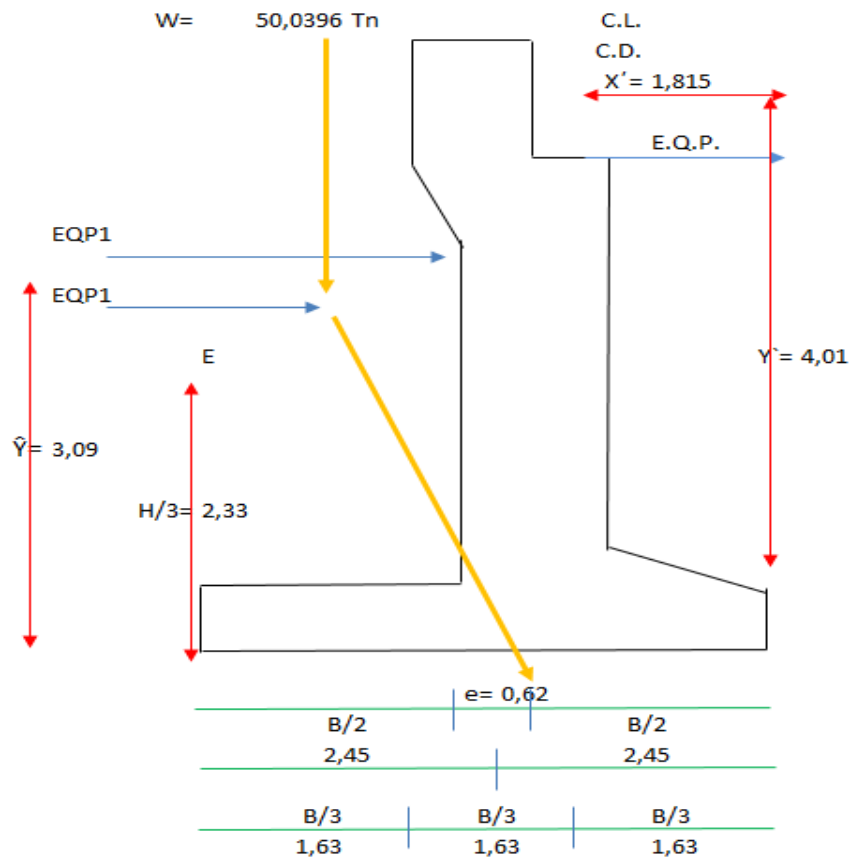 W= 50,0396 Tn
C.L.
C.D.
X´= 1,815
E.Q.P.
EQP1
EQP1
E
Y`= 4,01
Ŷ= 3,09
H/3= 2,33
e= 0,62
B/2 B/2
2,45 2,45
B/3 B/3 B/3
1,63 1,63 1,63